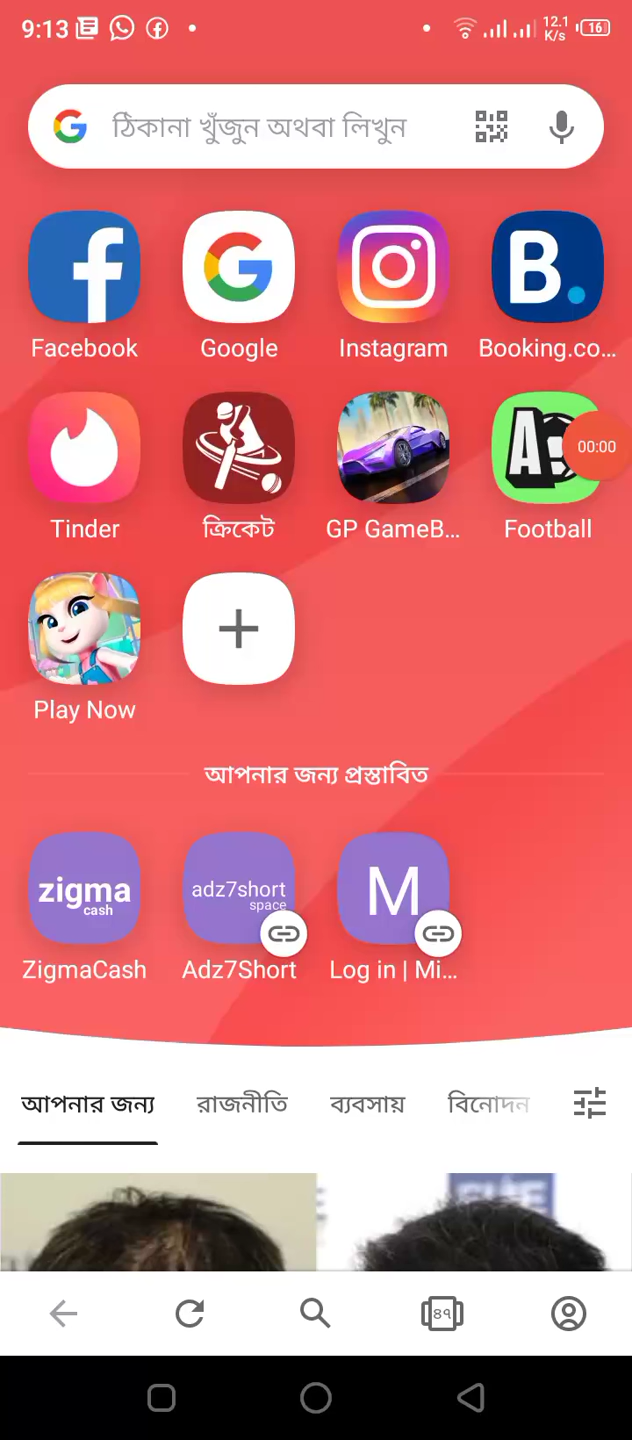 9:13
12.1
K/s
16
ঠিকানা খুঁজুন অথবা লিখুন
Facebook
Google
Instagram
B.
Booking.co...
00:00
Tinder
ক্রিকেট
GP GameB...
Football
Play Now
আপনার জন্য প্রস্তাবিত
zigma
cash
adz7short
space
M
ZigmaCash
Adz7Short
Log in | Mi...
আপনার জন্য
রাজনীতি
ব্যবসায়
বিনোদন
৪৭